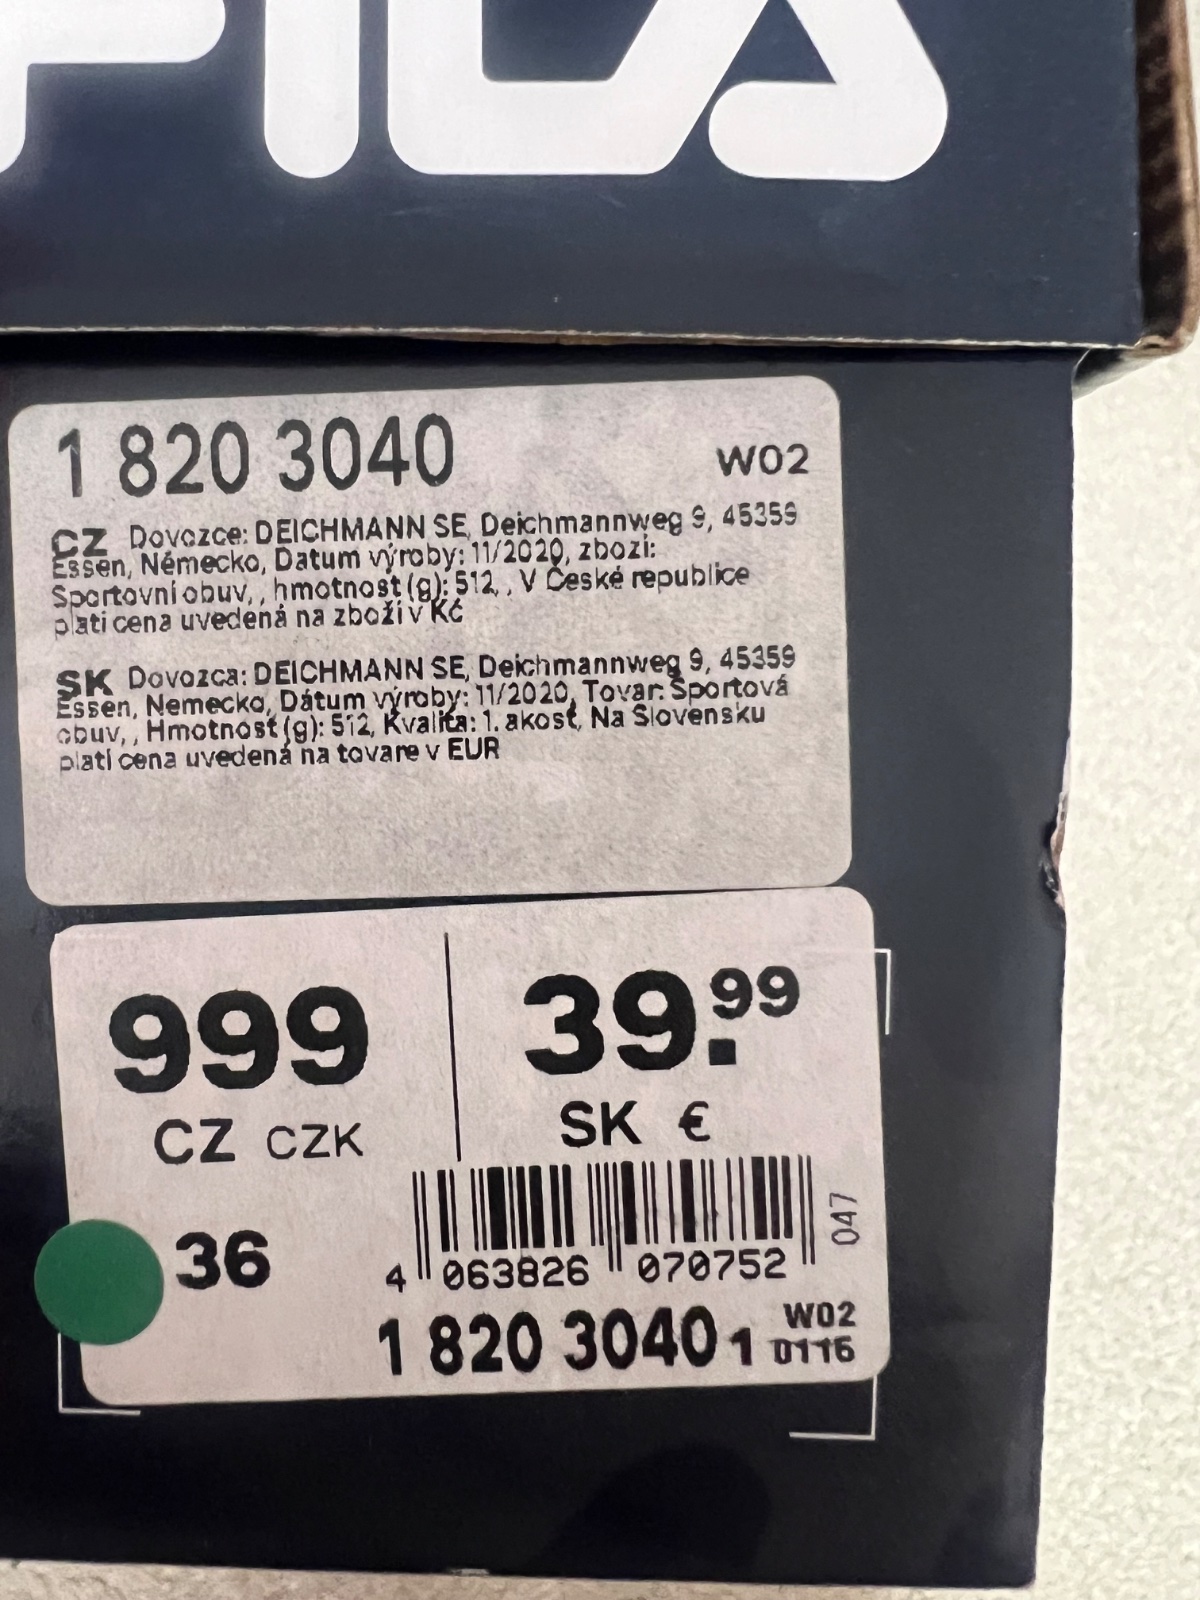 FILA
1 820 3040 W02
CZ Dovozce: DEICHMANN SE, Deichmannweg 9, 45359
Essen, Německo, Datum výroby: 11/2020, zboží:
Sportovní obuv, , hmotnost (g): 512, , V České republice
platí cena uvedená na zboží v Kč
SK Dovozca: DEICHMANN SE, Deichmannweg 9, 45359
Essen, Nemecko, Dátum výroby: 11/2020, Tovar: Športová
obuv, , Hmotnosť (g): 512, Kvalita: 1. akosť, Na Slovensku
platí cena uvedená na tovare v EUR
999 39.99
CZ CZK SK €
047
36
4 063826 070752
1 820 3040 1 W02
0116